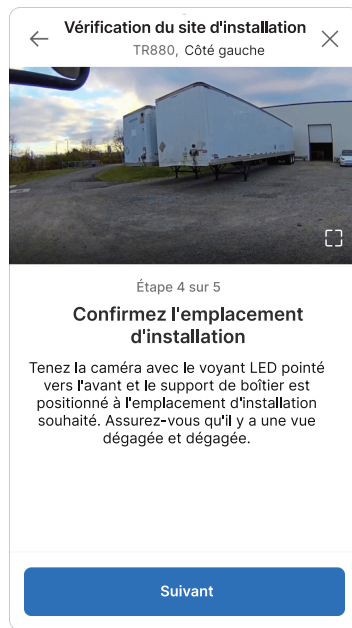 Vérification du site d'installation
TR880, Côté gauche
Étape 4 sur 5
Confirmez l'emplacement
d'installation
Tenez la caméra avec le voyant LED pointé
vers l'avant et le support de boîtier est
positionné à l'emplacement d'installation
souhaité. Assurez-vous qu'il y a une vue
dégagée et dégagée.
Suivant